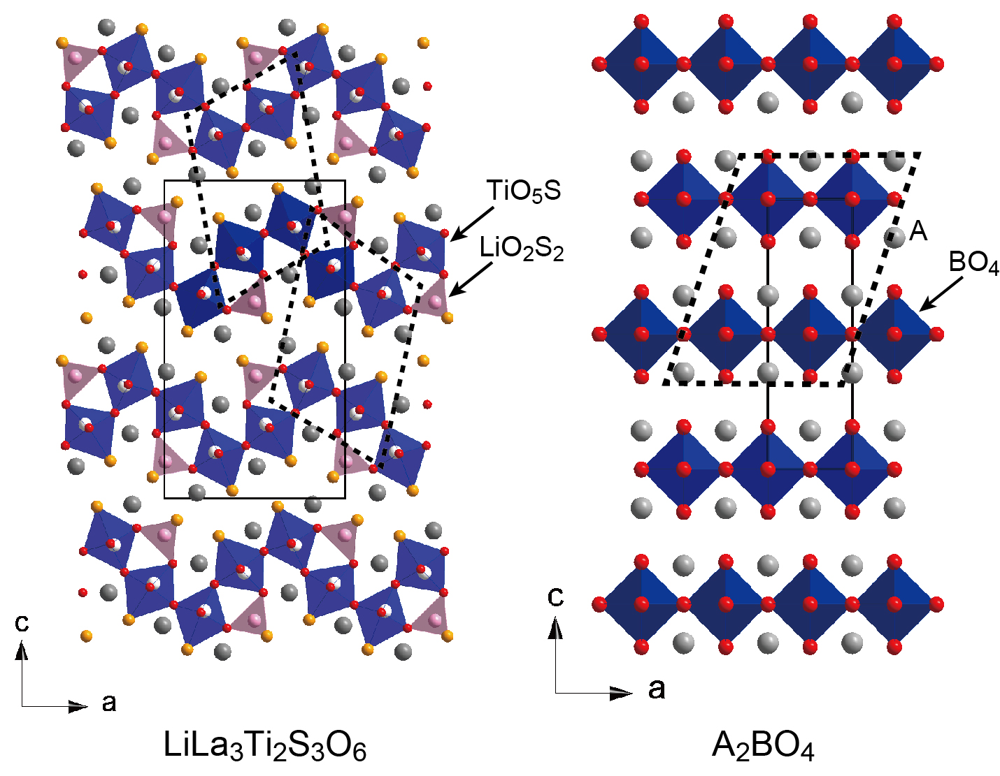 TiO₅S
LiO₂S₂
c
a
LiLa₃Ti₂S₃O₆
A
BO₄
c
a
A₂BO₄